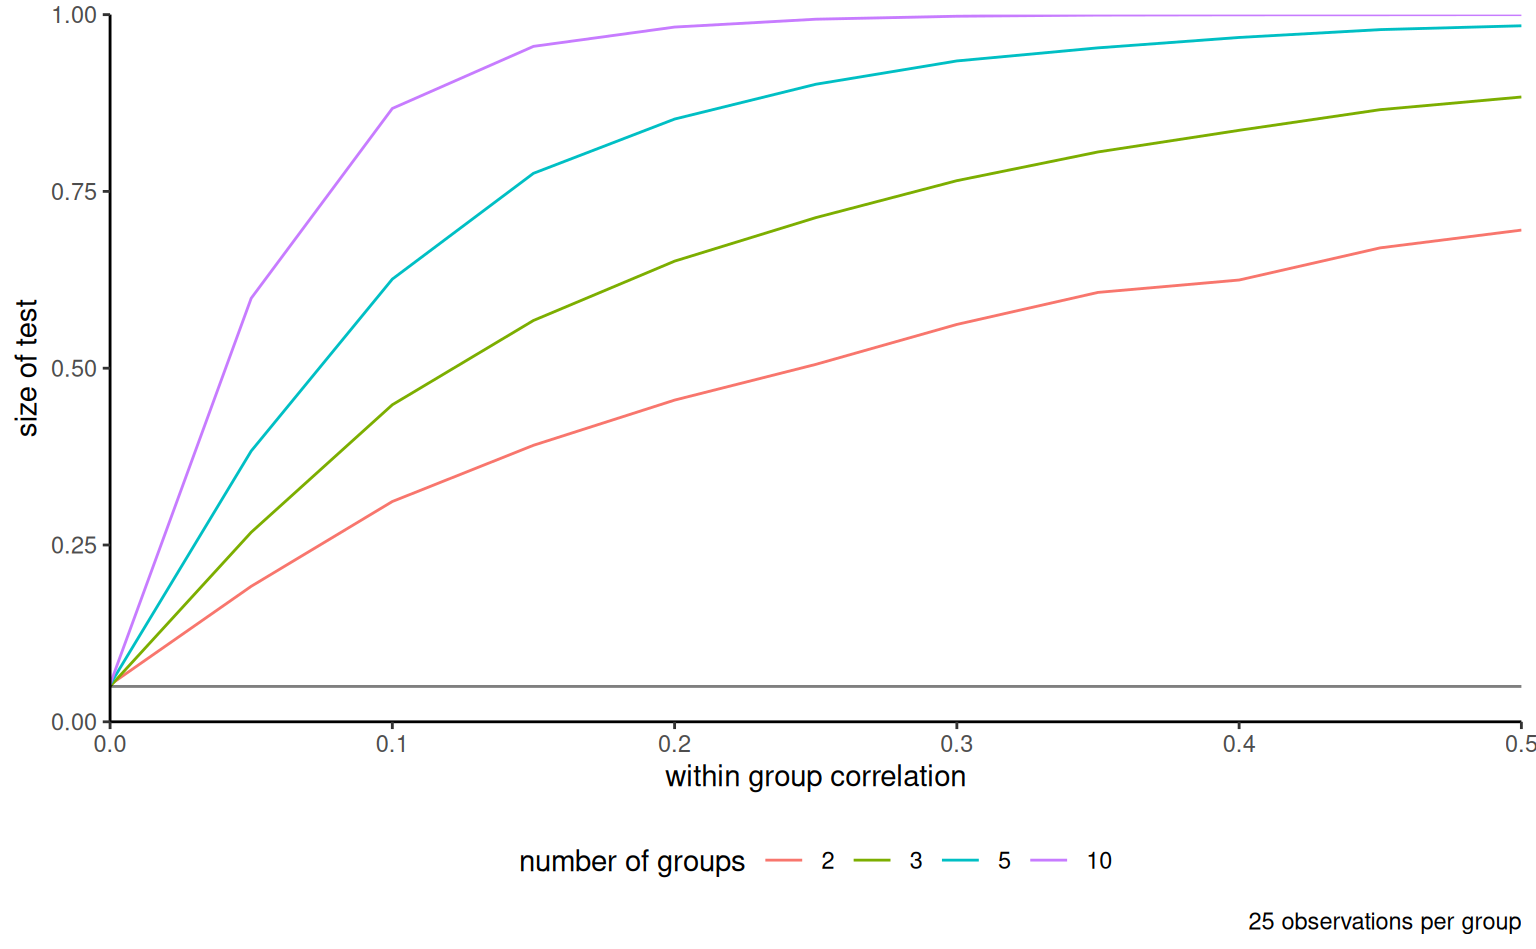 1.00
0.75
0.50
0.25
0.00
size of test
0.0 0.1 0.2 0.3 0.4 0.5
within group correlation
number of groups 2 3 5 10
25 observations per group